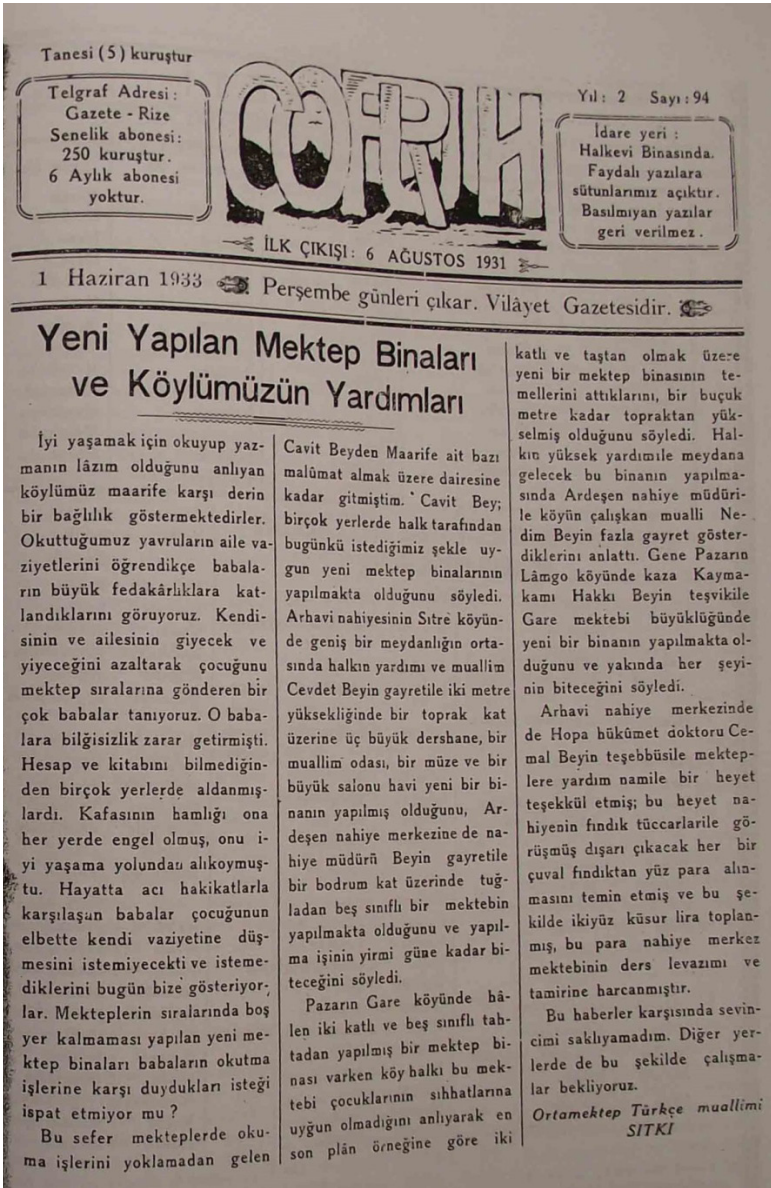 Tanesi (5) kuruştur
Telgraf Adresi :
Gazete - Rize
Senelik abonesi:
250 kuruştur.
6 Aylık abonesi
yoktur.
ÇORUH
Yıl: 2 Sayı: 94
İdare yeri :
Halkevi Binasında.
Faydalı yazılara
sütunlarımız açıktır.
Basılmıyan yazılar
geri verilmez.
İLK ÇIKIŞI: 6 AĞUSTOS 1931
1 Haziran 1933 Perşembe günleri çıkar. Vilâyet Gazetesidir.
Yeni Yapılan Mektep Binaları
ve Köylümüzün Yardımları
İyi yaşamak için okuyup yaz-
manın lâzım olduğunu anlıyan
köylümüz maarife karşı derin
bir bağlılık göstermektedirler.
Okuttuğumuz yavruların aile va-
ziyetlerini öğrendikçe babala-
rın büyük fedakârlıklara kat-
landıklarını göruyoruz. Kendi-
sinin ve ailesinin giyecek ve
yiyeceğini azaltarak çocuğunu
mektep sıralarına gönderen bir
çok babalar tanıyoruz. O baba-
lara bilğisizlik zarar getirmişti.
Hesap ve kitabını bilmediğin-
den birçok yerlerde aldanmış-
lardı. Kafasının hamlığı ona
her yerde engel olmuş, onu i-
yi yaşama yolundan alıkoymuş-
tu. Hayatta acı hakikatlarla
karşılaşan babalar çocuğunun
elbette kendi vaziyetine düş-
mesini istemiyecekti ve isteme-
diklerini bugün bize gösteriyor-
lar. Mekteplerin sıralarında boş
yer kalmaması yapılan yeni me-
ktep binaları babaların okutma
işlerine karşı duydukları isteği
ispat etmiyor mu ?
Bu sefer mekteplerde oku-
ma işlerini yoklamadan gelen
Cavit Beyden Maarife ait bazı
malûmat almak üzere dairesine
kadar gitmiştim. Cavit Bey;
birçok yerlerde halk tarafından
bugünkü istediğimiz şekle uy-
gun yeni mektep binalarının
yapılmakta olduğunu söyledi.
Arhavi nahiyesinin Sıtre köyün-
de geniş bir meydanlığın orta-
sında halkın yardımı ve muallim
Cevdet Beyin gayretile iki metre
yüksekliğinde bir toprak kat
üzerine üç büyük dershane, bir
muallim odası, bir müze ve bir
büyük salonu havi yeni bir bi-
nanın yapılmış olduğunu, Ar-
deşen nahiye merkezine de na-
hiye müdürü Beyin gayretile
bir bodrum kat üzerinde tuğ-
ladan beş sınıflı bir mektebin
yapılmakta olduğunu ve yapıl-
ma işinin yirmi güne kadar bi-
teceğini söyledi.
Pazarın Gare köyünde hâ-
len iki katlı ve beş sınıflı tah-
tadan yapılmış bir mektep bi-
nası varken köy halkı bu mek-
tebi çocuklarının sıhhatlarına
uyğun olmadığını anlıyarak en
son plân örneğine göre iki
katlı ve taştan olmak üzere
yeni bir mektep binasının te-
mellerini attıklarını, bir buçuk
metre kadar topraktan yük-
selmiş olduğunu söyledi. Hal-
kın yüksek yardımile meydana
gelecek bu binanın yapılma-
sında Ardeşen nahiye müdüri-
le köyün çalışkan mualli Ne-
dim Beyin fazla gayret göster-
diklerini anlattı. Gene Pazarın
Lâmgo köyünde kaza Kayma-
kamı Hakkı Beyin teşvikile
Gare mektebi büyüklüğünde
yeni bir binanın yapılmakta ol-
duğunu ve yakında her şeyi-
nin biteceğini söyledi.
Arhavi nahiye merkezinde
de Hopa hükûmet doktoru Ce-
mal Beyin teşebbüsile mektep-
lere yardım namile bir heyet
teşekkül etmiş; bu heyet na-
hiyenin fındık tüccarlarile gö-
rüşmüş dışarı çıkacak her bir
çuval fındıktan yüz para alın-
masını temin etmiş ve bu şe-
kilde ikiyüz küsur lira toplan-
mış, bu para nahiye merkez
mektebinin ders levazımı ve
tamirine harcanmıştır.
Bu haberler karşısında sevin-
cimi saklıyamadım. Diğer yer-
lerde de bu şekilde çalışma-
lar bekliyoruz.
Ortamektep Türkçe muallimi
SITKI